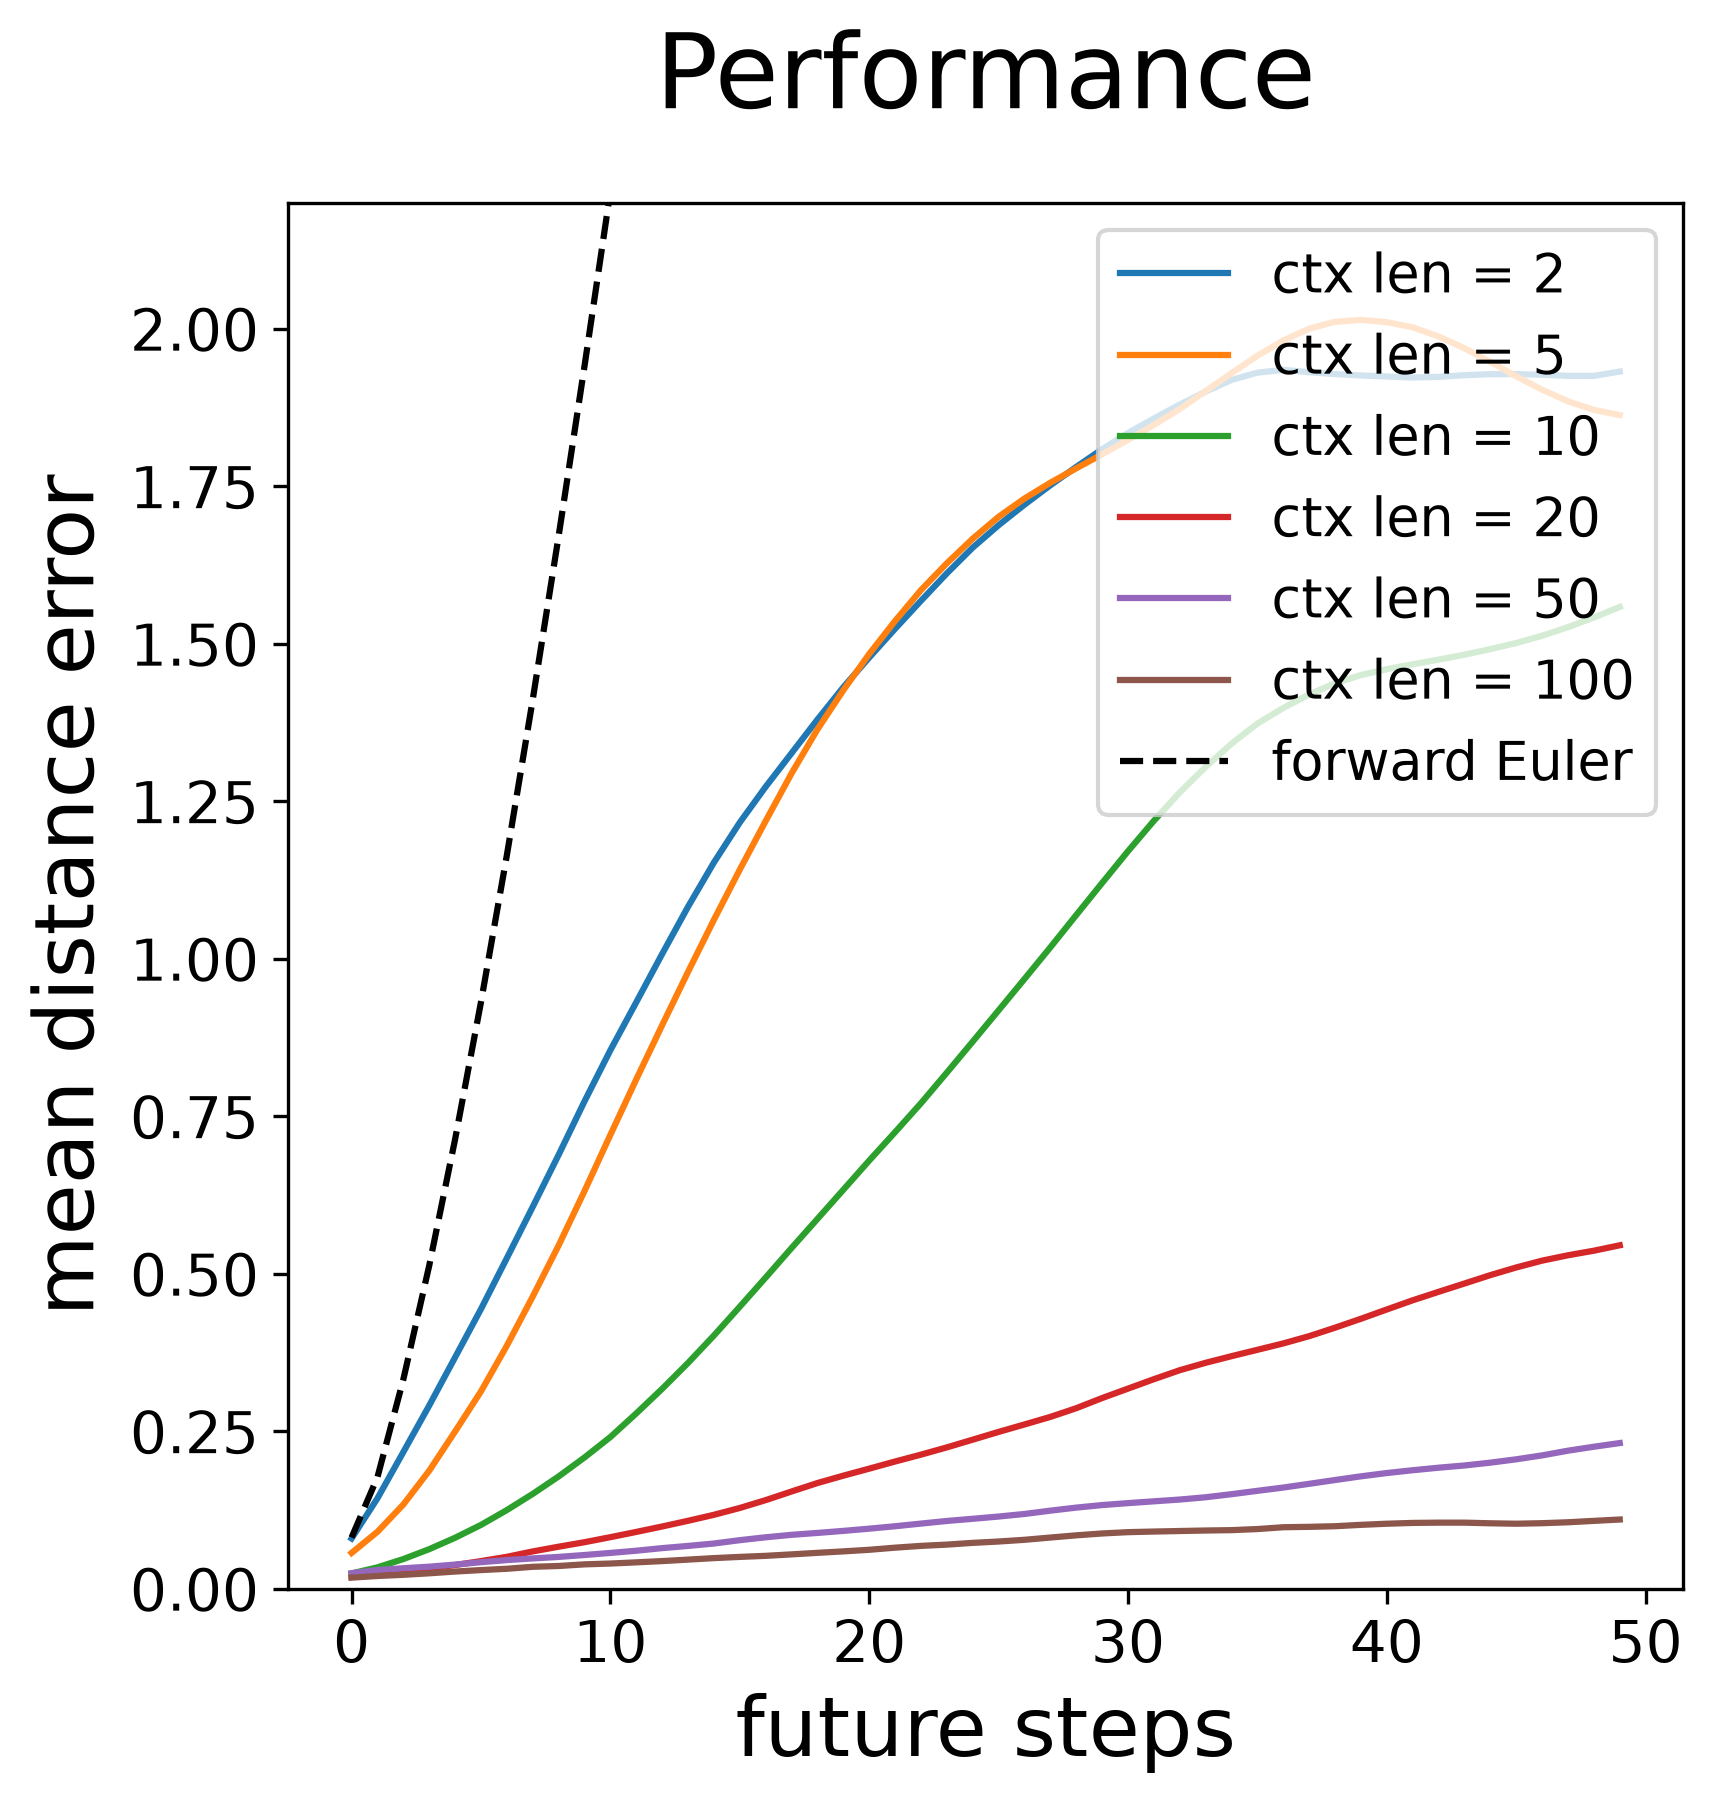 Performance
mean distance error
2.00
1.75
1.50
1.25
1.00
0.75
0.50
0.25
0.00
ctx len = 2
ctx len = 5
ctx len = 10
ctx len = 20
ctx len = 50
ctx len = 100
forward Euler
0 10 20 30 40 50
future steps